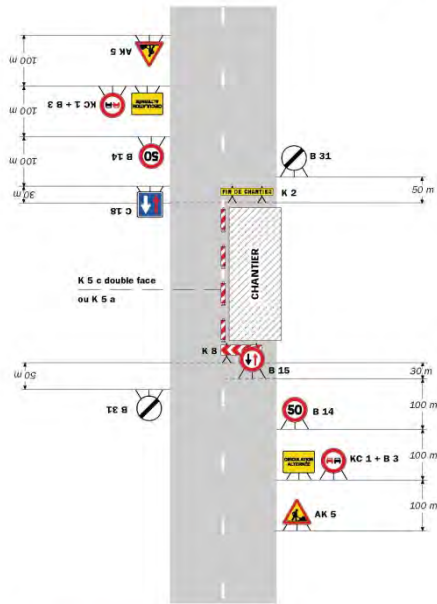 AK 5
100 m
KC 1 + B 3
CIRCULATION
ALTERNÉE
100 m
B 14
50
100 m
C 18
30 m
B 31
50 m
FIN DE CHANTIER
K 2
CHANTIER
K 5 c double face
ou K 5 a
K 8
B 15
50 m
30 m
B 31
50
B 14
100 m
CIRCULATION
ALTERNÉE
KC 1 + B 3
100 m
AK 5
100 m